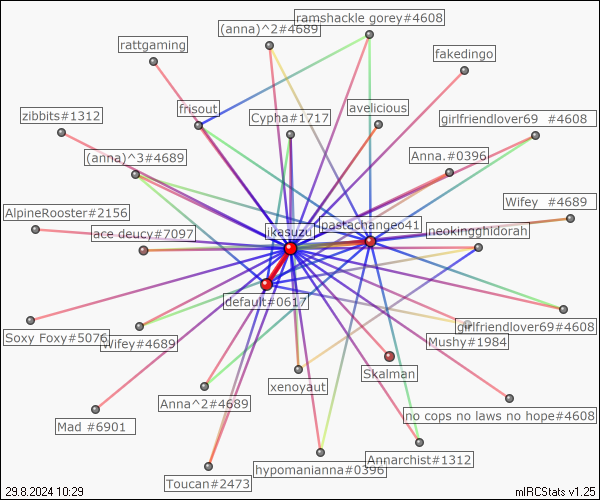 ramshackle gorey#4608
(anna)^2#4689
rattgaming
fakedingo
frisout
avelicious
zibbits#1312
Cypha#1717
girlfriendlover69 #4608
(anna)^3#4689
Anna.#0396
Wifey #4689
AlpineRooster#2156
pastachangeo41
ikasuzu
neokingghidorah
ace deucy#7097
default#0617
girlfriendlover69#4608
Soxy Foxy#5076
Wifey#4689
Mushy#1984
Skalman
xenoyaut
Anna^2#4689
no cops no laws no hope#4608
Mad #6901
Annarchist#1312
hypomanianna#0396
Toucan#2473
29.8.2024 10:29
mIRCStats v1.25